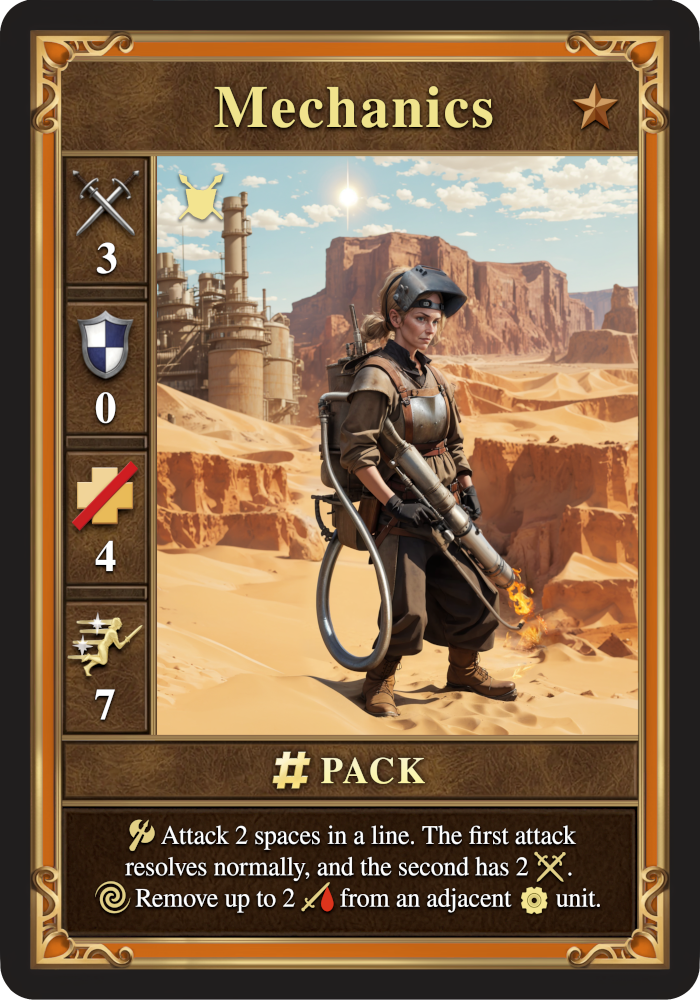 Mechanics
3
0
4
7
# PACK
Attack 2 spaces in a line. The first attack
resolves normally, and the second has 2 .
Remove up to 2 from an adjacent unit.